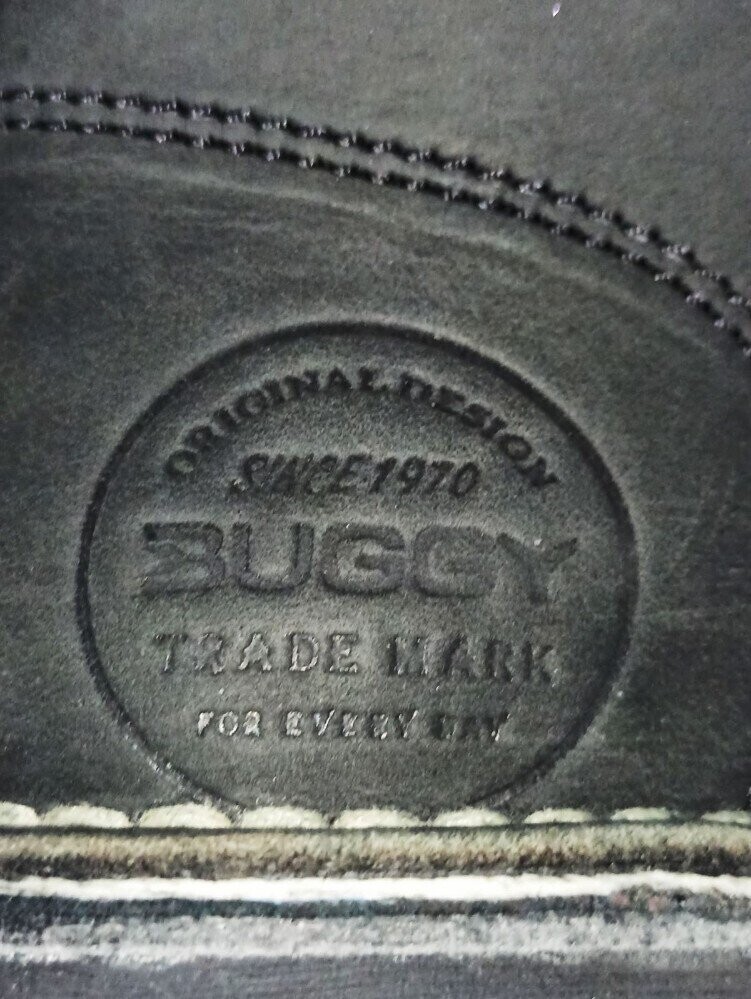 ORIGINAL DESIGN
SINCE 1970
BUGGY
TRADE MARK
FOR EVERY DAY